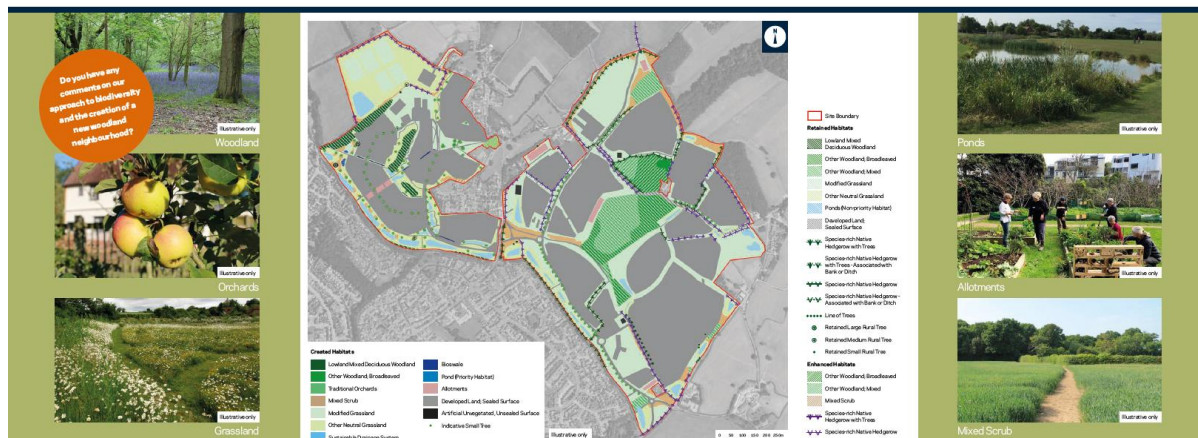 Do you have any
comments on our
approach to biodiversity
and the creation of a
new woodland
neighbourhood?
Illustrative only
Woodland
Illustrative only
Orchards
Illustrative only
Grassland
N
Created Habitats
Lowland Mixed Deciduous Woodland
Other Woodland; Broadleaved
Traditional Orchards
Mixed Scrub
Modified Grassland
Other Neutral Grassland
Sustainable Drainage System
Bioswale
Pond (Priority Habitat)
Allotments
Developed Land; Sealed Surface
Artificial Unvegetated, Unsealed Surface
Indicative Small Tree
Illustrative only
0 50 100 150 200 250m
Site Boundary
Retained Habitats
Lowland Mixed
Deciduous Woodland
Other Woodland; Broadleaved
Other Woodland; Mixed
Modified Grassland
Other Neutral Grassland
Ponds (Non-priority Habitat)
Developed Land;
Sealed Surface
Species-rich Native
Hedgerow with Trees
Species-rich Native Hedgerow
with Trees - Associated with
Bank or Ditch
Species-rich Native Hedgerow
Species-rich Native Hedgerow -
Associated with Bank or Ditch
Line of Trees
Retained Large Rural Tree
Retained Medium Rural Tree
Retained Small Rural Tree
Enhanced Habitats
Other Woodland; Broadleaved
Other Woodland; Mixed
Mixed Scrub
Species-rich Native
Hedgerow with Trees
Species-rich Native Hedgerow
Illustrative only
Ponds
Illustrative only
Allotments
Illustrative only
Mixed Scrub